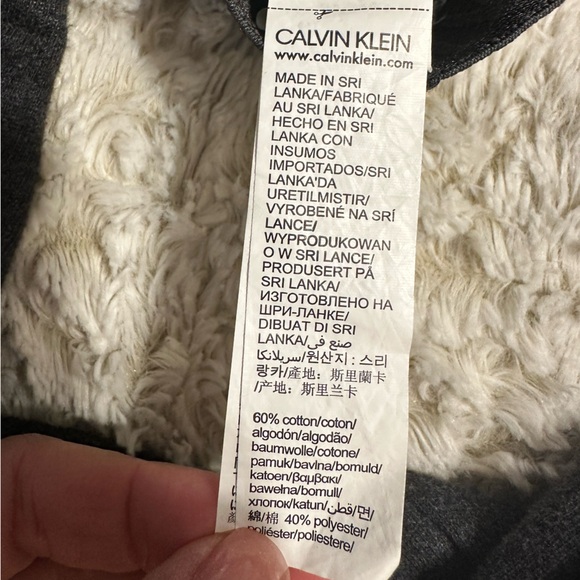 CALVIN KLEIN
www.calvinklein.com
MADE IN SRI
LANKA/FABRIQUÉ
AU SRI LANKA/
HECHO EN SRI
LANKA CON
INSUMOS
IMPORTADOS/SRI
LANKA'DA
URETILMISTIR/
VYROBENÉ NA SRÍ
LANCE/
WYPRODUKOWAN
O W SRI LANCE/
PRODUSERT PÅ
SRI LANKA/
ИЗГОТОВЛЕНО НА
ШРИ-ЛАНКЕ/
DIBUAT DI SRI
LANKA/صنع في
سريلانكا/원산지 : 스리
랑카/產地：斯里蘭卡
/产地：斯里兰卡
60% cotton/coton/
algodón/algodão/
baumwolle/cotone/
pamuk/bavlna/bomuld/
katoen/βαμβακι/
bawełna/bomull/
хлопок/katun/قطن/면/
綿/棉 40% polyester/
poliéster/poliestere/